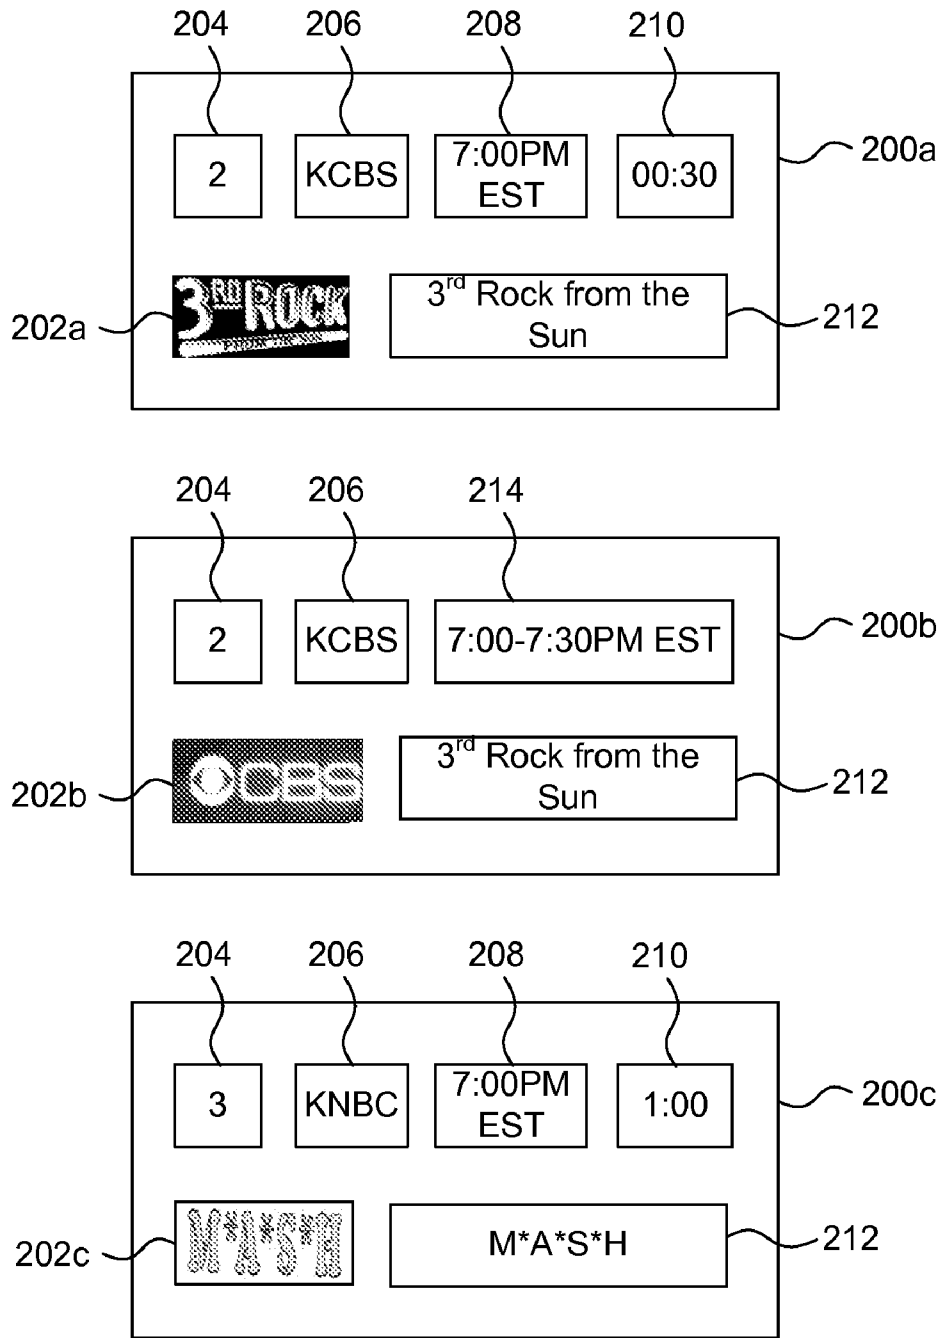 204 206 208 210
2 KCBS 7:00PM EST 00:30 200a
202a 3RD ROCK 3rd Rock from the Sun 212
204 206 214
2 KCBS 7:00-7:30PM EST 200b
202b CBS 3rd Rock from the Sun 212
204 206 208 210
3 KNBC 7:00PM EST 1:00 200c
202c M*A*S*H M*A*S*H 212